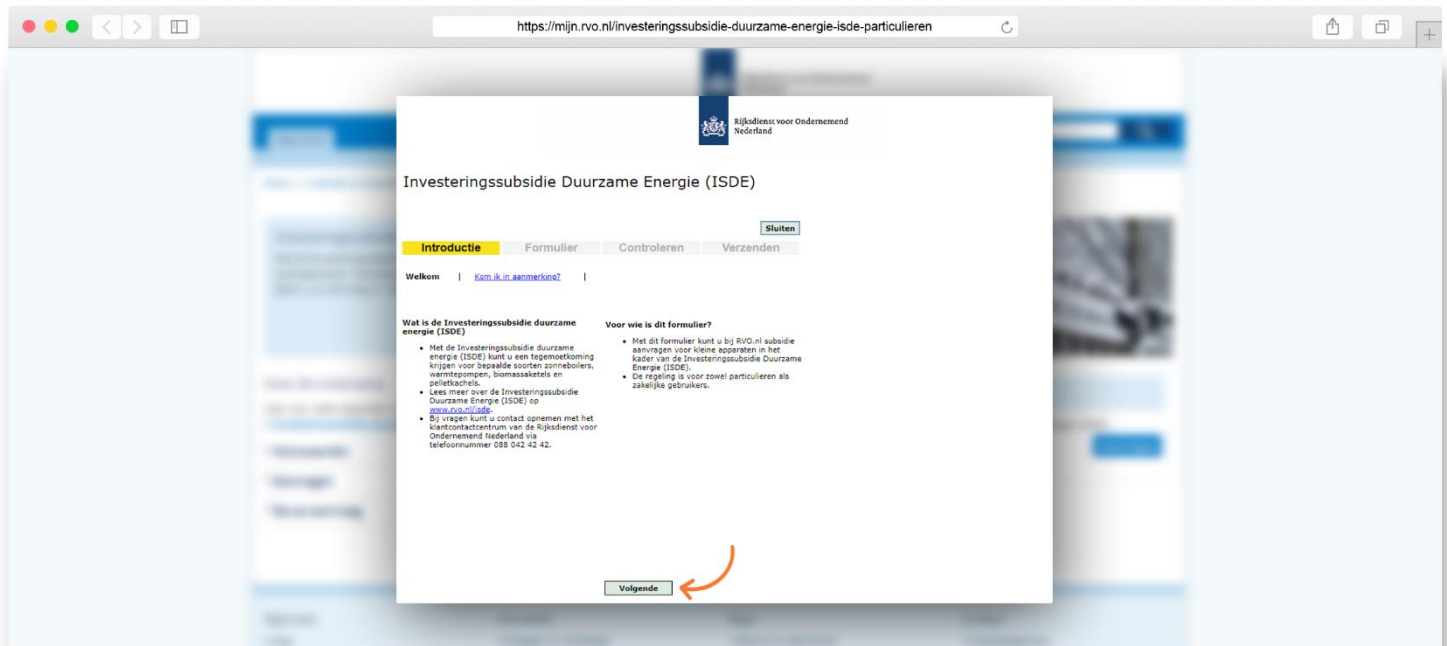 https://mijn.rvo.nl/investeringssubsidie-duurzame-energie-isde-particulieren
Rijksdienst voor Ondernemend
Nederland
Investeringssubsidie Duurzame Energie (ISDE)
Sluiten
Introductie Formulier Controleren Verzenden
Welkom | Kom ik in aanmerking? |
Wat is de Investeringssubsidie duurzame
energie (ISDE)
• Met de Investeringssubsidie duurzame
energie (ISDE) kunt u een tegemoetkoming
krijgen voor bepaalde soorten zonneboilers,
warmtepompen, biomassaketels en
pelletkachels.
• Lees meer over de Investeringssubsidie
Duurzame Energie (ISDE) op
www.rvo.nl/isde.
• Bij vragen kunt u contact opnemen met het
klantcontactcentrum van de Rijksdienst voor
Ondernemend Nederland via
telefoonnummer 088 042 42 42.
Voor wie is dit formulier?
• Met dit formulier kunt u bij RVO.nl subsidie
aanvragen voor kleine apparaten in het
kader van de Investeringssubsidie Duurzame
Energie (ISDE).
• De regeling is voor zowel particulieren als
zakelijke gebruikers.
Volgende